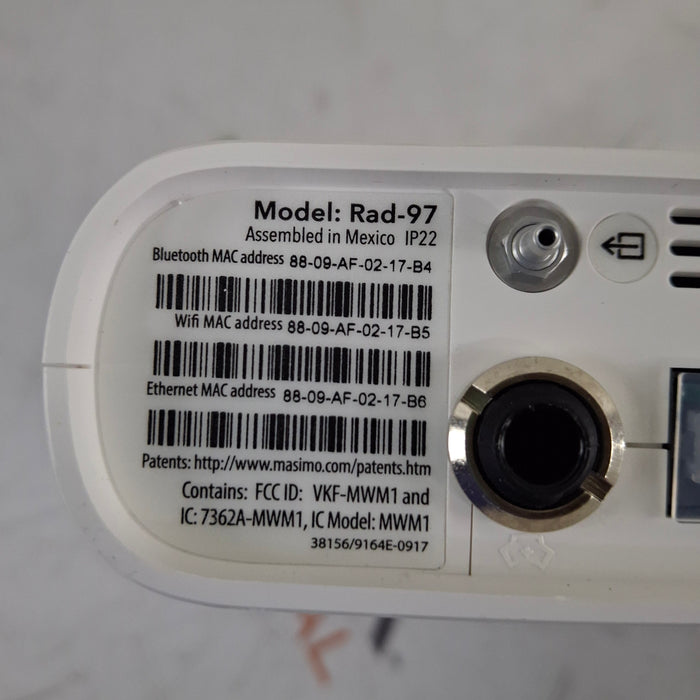 Model: Rad-97
Assembled in Mexico IP22
Bluetooth MAC address 88-09-AF-02-17-B4
Wifi MAC address 88-09-AF-02-17-B5
Ethernet MAC address 88-09-AF-02-17-B6
Patents: http://www.masimo.com/patents.htm
Contains: FCC ID: VKF-MWM1 and
IC: 7362A-MWM1, IC Model: MWM1
38156/9164E-0917